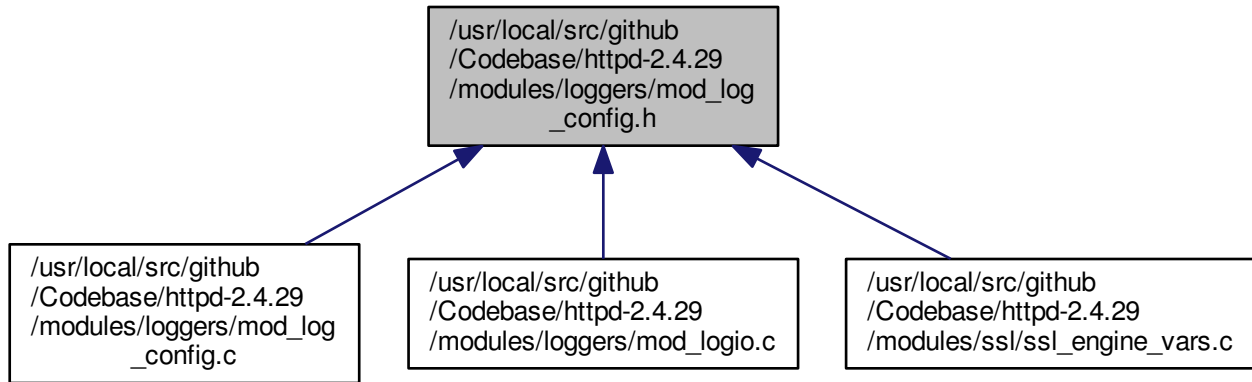 /usr/local/src/github
/Codebase/httpd-2.4.29
/modules/loggers/mod_log
_config.h
/usr/local/src/github
/Codebase/httpd-2.4.29
/modules/loggers/mod_log
_config.c
/usr/local/src/github
/Codebase/httpd-2.4.29
/modules/loggers/mod_logio.c
/usr/local/src/github
/Codebase/httpd-2.4.29
/modules/ssl/ssl_engine_vars.c